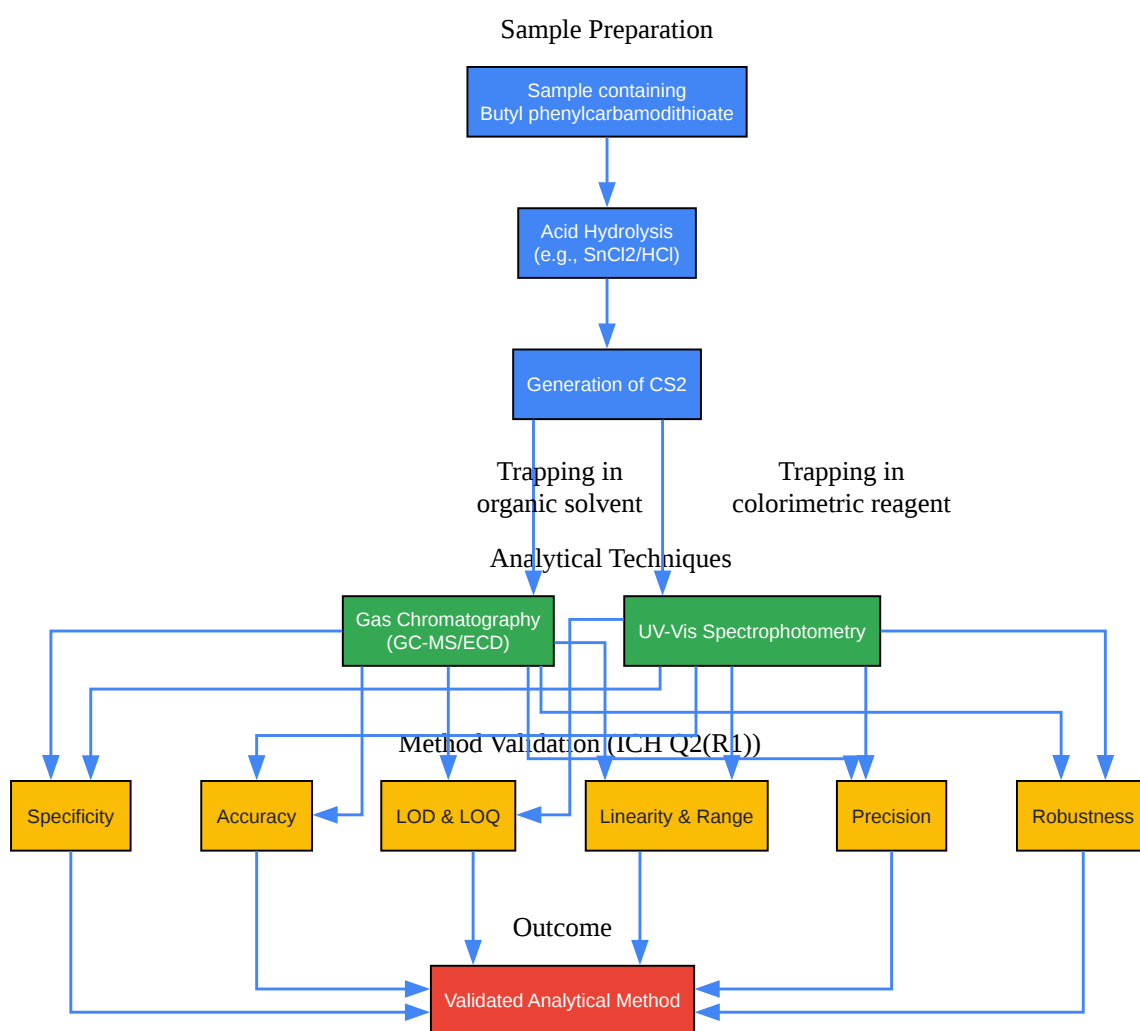 Sample Preparation
Sample containing
Butyl phenylcarbamodithioate
Acid Hydrolysis
(e.g., SnCl2/HCl)
Generation of CS2
Trapping in
organic solvent
Trapping in
colorimetric reagent
Analytical Techniques
Gas Chromatography
(GC-MS/ECD)
UV-Vis Spectrophotometry
Method Validation (ICH Q2(R1))
Specificity
Accuracy
LOD & LOQ
Linearity & Range
Precision
Robustness
Outcome
Validated Analytical Method